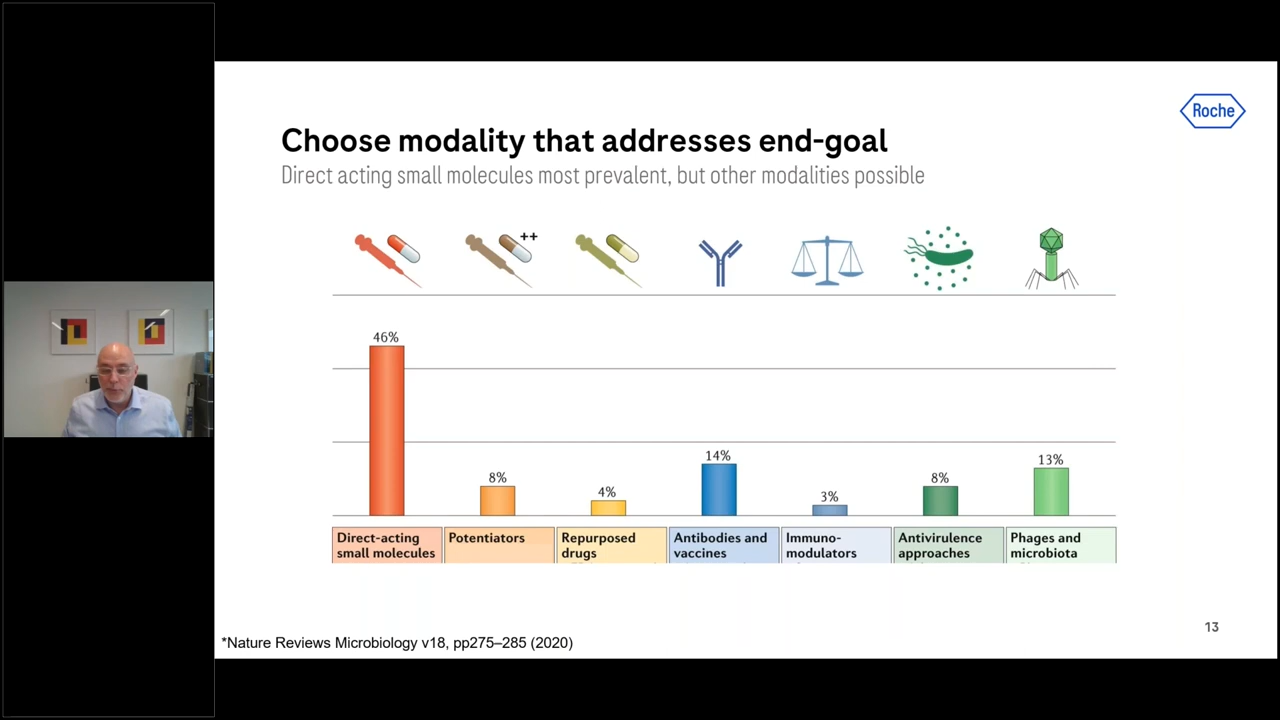 Roche
Choose modality that addresses end-goal
Direct acting small molecules most prevalent, but other modalities possible
++
46%
8%
4%
14%
3%
8%
13%
Direct-acting
small molecules
Potentiators
Repurposed
drugs
Antibodies and
vaccines
Immuno-
modulators
Antivirulence
approaches
Phages and
microbiota
13
*Nature Reviews Microbiology v18, pp275–285 (2020)